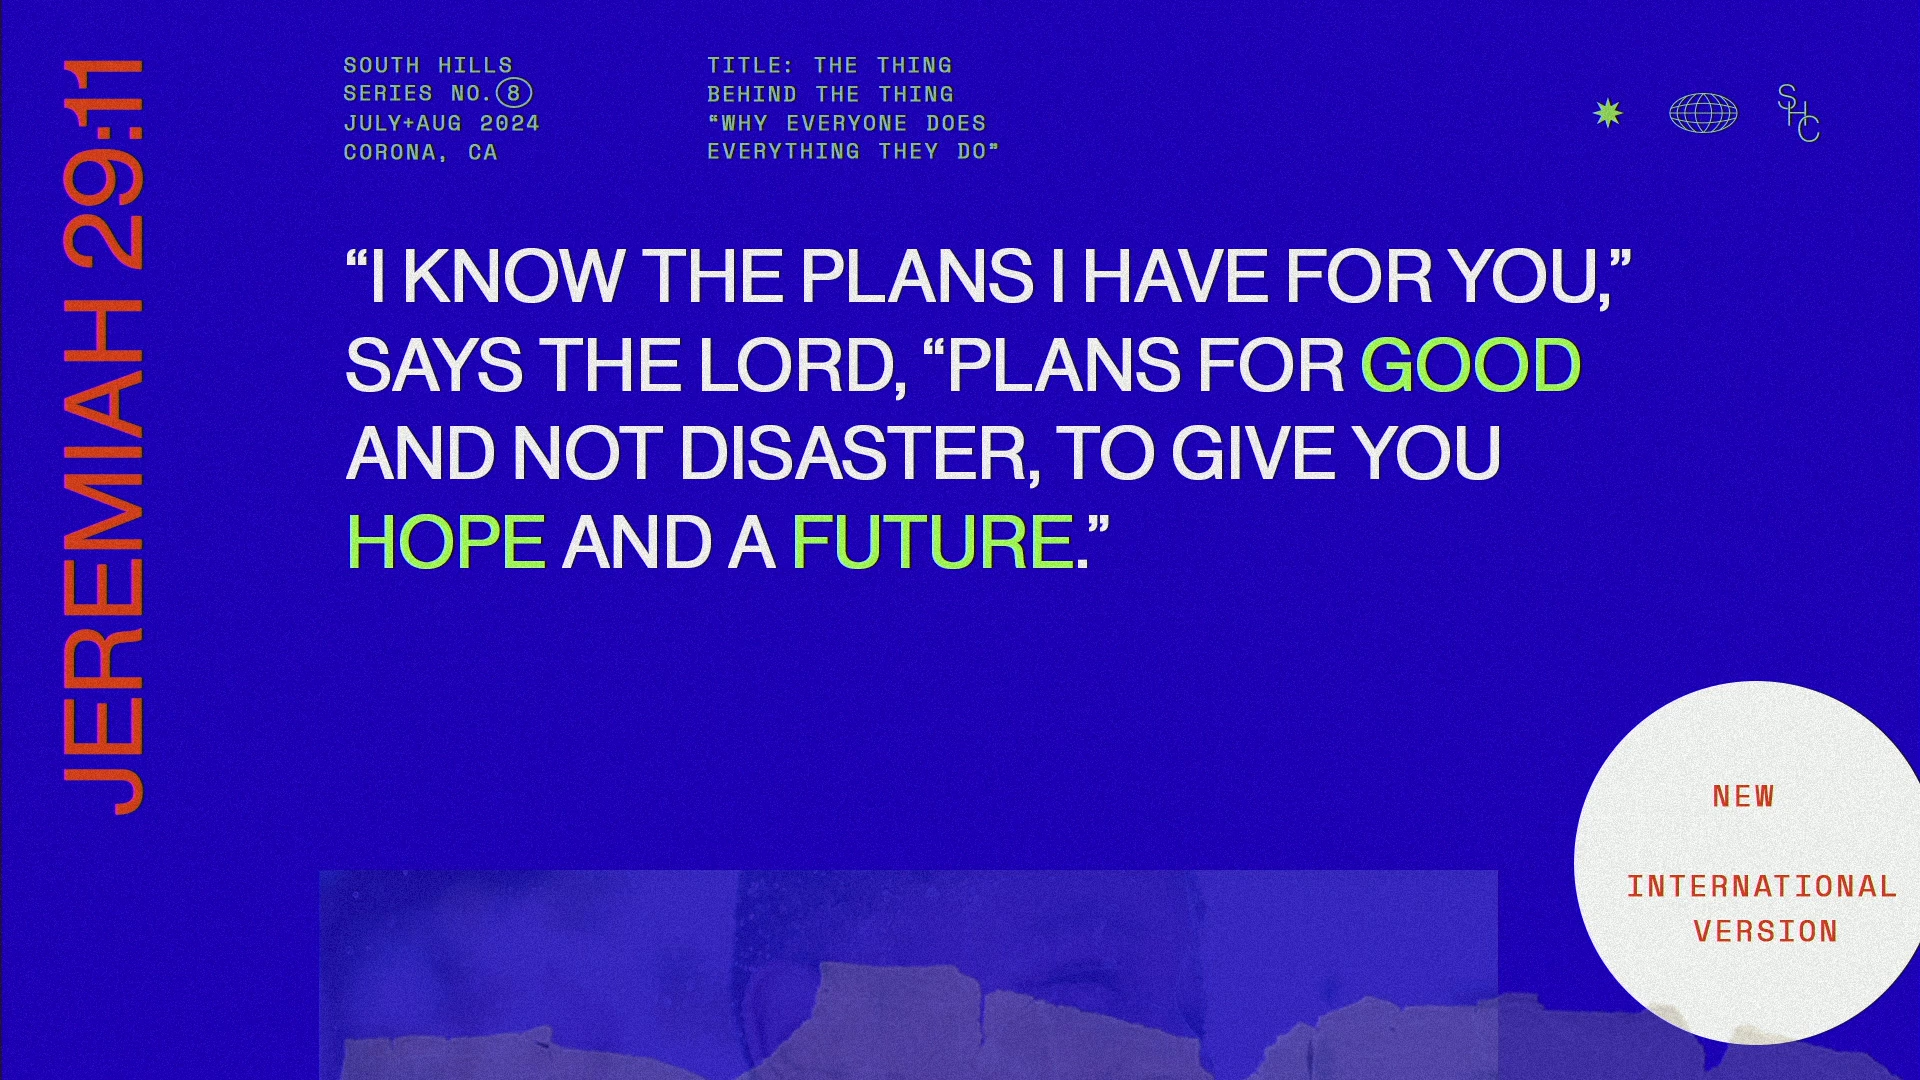 JEREMIAH 29:11
SOUTH HILLS
SERIES NO. 8
JULY+AUG 2024
CORONA, CA
TITLE: THE THING
BEHIND THE THING
“WHY EVERYONE DOES
EVERYTHING THEY DO”
SHC
“I KNOW THE PLANS I HAVE FOR YOU,”
SAYS THE LORD, “PLANS FOR GOOD
AND NOT DISASTER, TO GIVE YOU
HOPE AND A FUTURE.”
NEW
INTERNATIONAL
VERSION